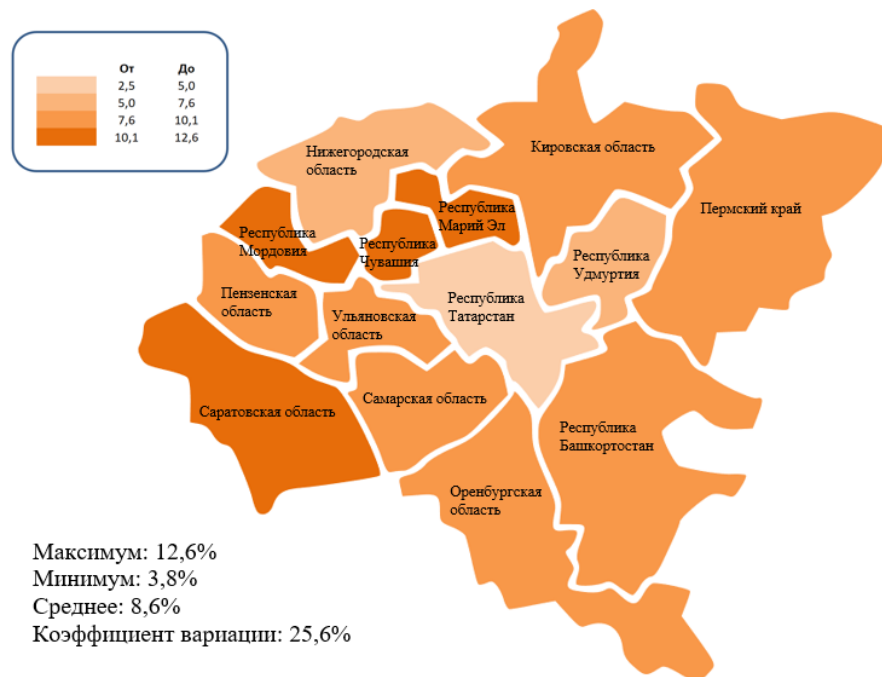 От До
2,5 5,0
5,0 7,6
7,6 10,1
10,1 12,6
Нижегородская
область
Кировская область
Пермский край
Республика
Марий Эл
Республика
Мордовия
Республика
Чувашия
Республика
Удмуртия
Пензенская
область
Ульяновская
область
Республика
Татарстан
Саратовская область
Самарская область
Республика
Башкортостан
Оренбургская
область
Максимум: 12,6%
Минимум: 3,8%
Среднее: 8,6%
Коэффициент вариации: 25,6%